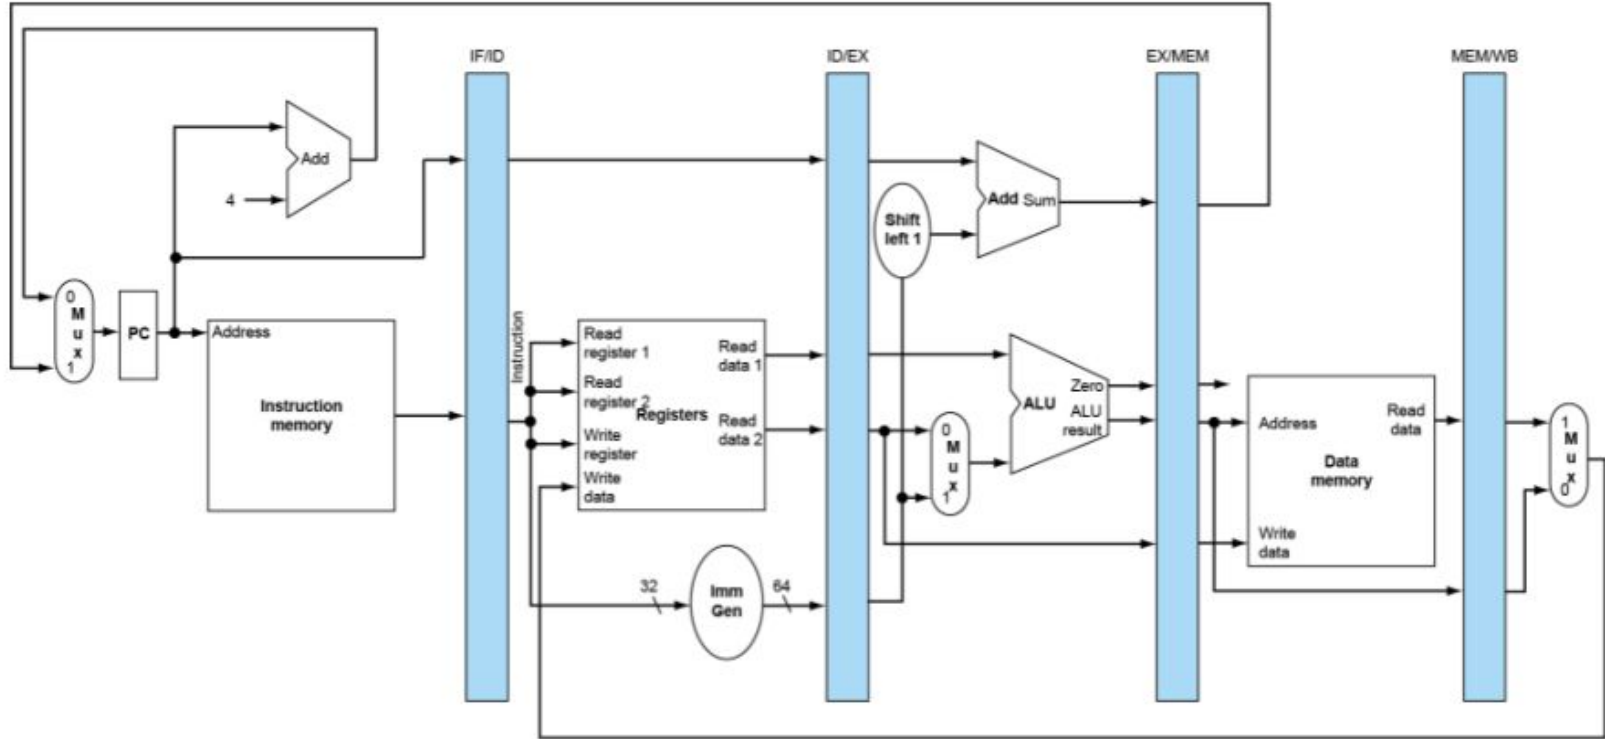 IF/ID
ID/EX
EX/MEM
MEM/WB
Add
4
Add Sum
Shift
left 1
0
M
u
x
1
PC
Address
Instruction
memory
Instruction
Read
register 1
Read
register 2
Write
register
Write
data
Registers
Read
data 1
Read
data 2
0
M
u
x
1
Zero
ALU
ALU
result
Address
Read
data
Data
memory
Write
data
1
M
u
x
0
32
Imm
Gen
64